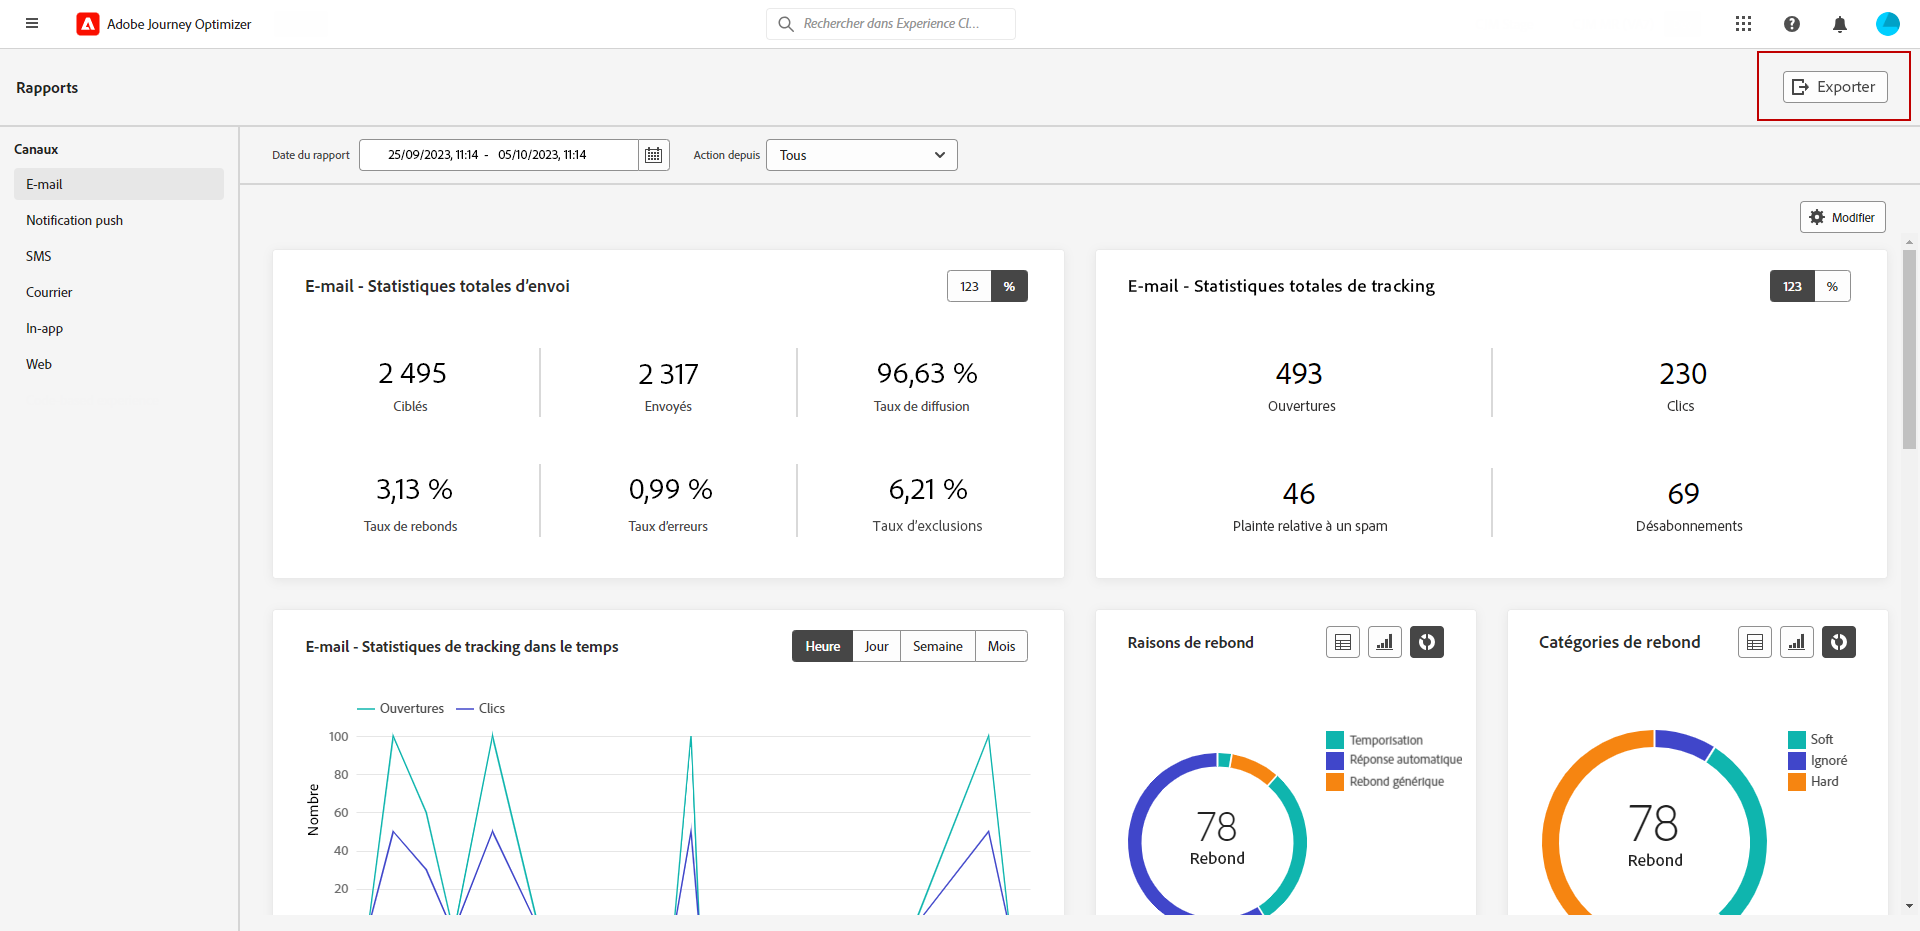 Adobe Journey Optimizer
Rechercher dans Experience Cl...
Rapports
Exporter
Canaux
E-mail
Notification push
SMS
Courrier
In-app
Web
Date du rapport
25/09/2023, 11:14 - 05/10/2023, 11:14
Action depuis
Tous
Modifier
E-mail - Statistiques totales d’envoi
123 %
2 495
Ciblés
2 317
Envoyés
96,63 %
Taux de diffusion
3,13 %
Taux de rebonds
0,99 %
Taux d’erreurs
6,21 %
Taux d’exclusions
E-mail - Statistiques totales de tracking
123 %
493
Ouvertures
230
Clics
46
Plainte relative à un spam
69
Désabonnements
E-mail - Statistiques de tracking dans le temps
Heure Jour Semaine Mois
Ouvertures Clics
Nombre
100
80
60
40
20
Raisons de rebond
Temporisation
Réponse automatique
Rebond générique
78
Rebond
Catégories de rebond
Soft
Ignoré
Hard
78
Rebond